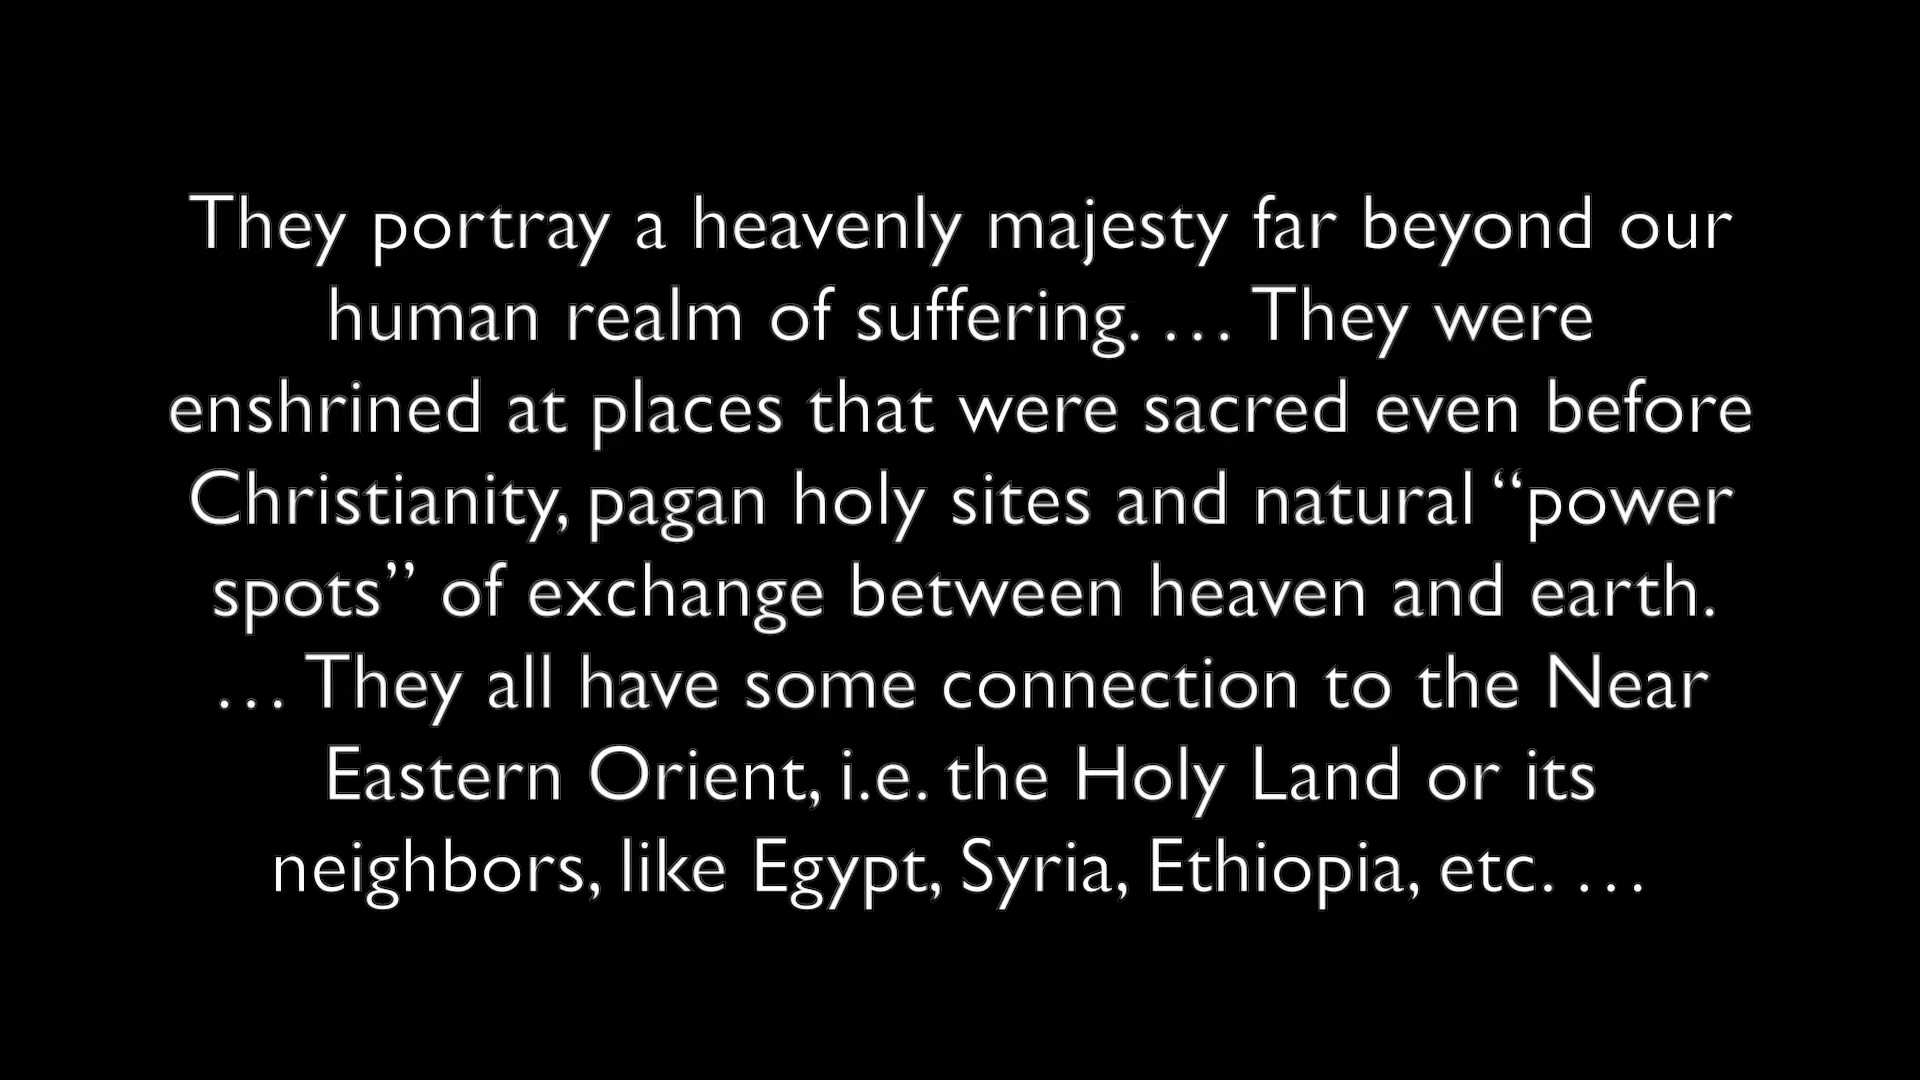 They portray a heavenly majesty far beyond our
human realm of suffering. … They were
enshrined at places that were sacred even before
Christianity, pagan holy sites and natural “power
spots” of exchange between heaven and earth.
… They all have some connection to the Near
Eastern Orient, i.e. the Holy Land or its
neighbors, like Egypt, Syria, Ethiopia, etc. …